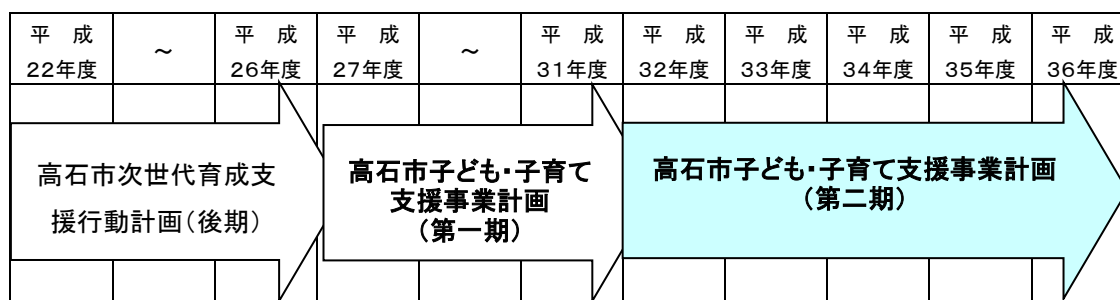 平　成 ～ 平　成 平　成 ～ 平　成 平　成 平　成 平　成 平　成 平　成
22年度 26年度 27年度 31年度 32年度 33年度 34年度 35年度 36年度
高石市次世代育成支
援行動計画（後期）
高石市子ども・子育て
支援事業計画
（第一期）
高石市子ども・子育て支援事業計画
（第二期）